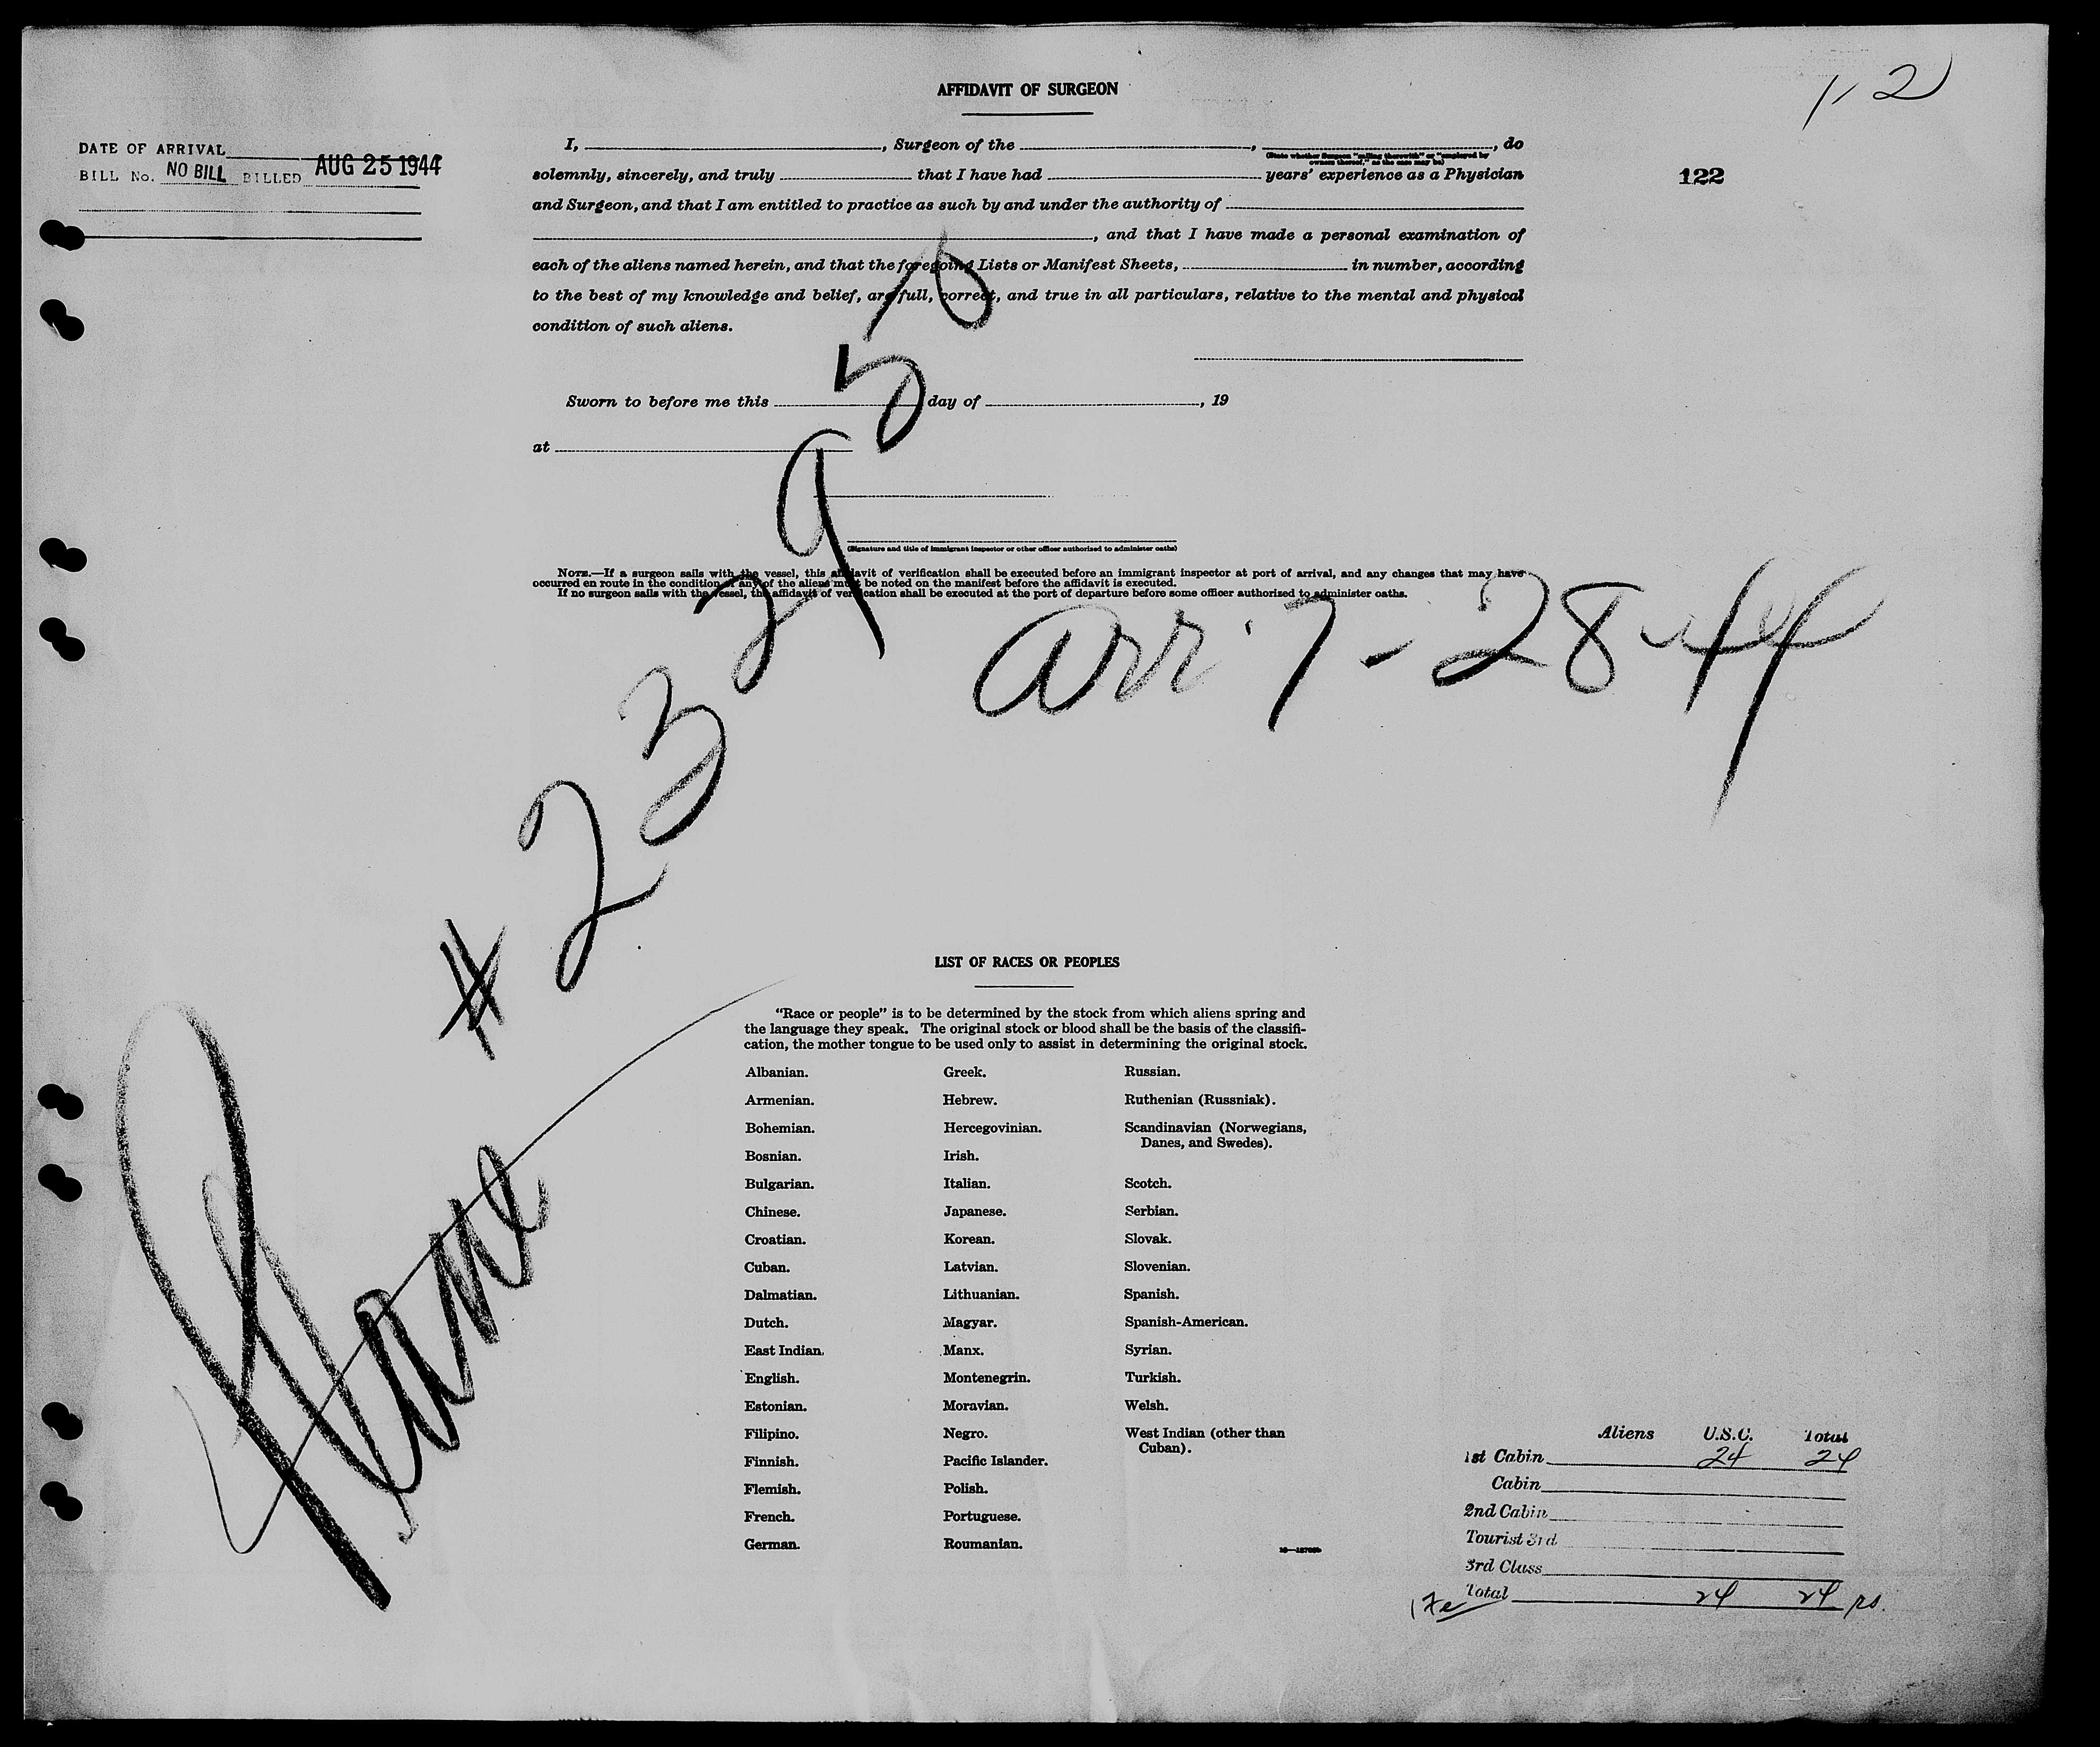 AFFIDAVIT OF SURGEON
1-2
DATE OF ARRIVAL
BILL No. NO BILL BILLED AUG 25 1944
I, , Surgeon of the , , do
(State whether Surgeon "sailing therewith" or "employed by
owners thereof," as the case may be)
solemnly, sincerely, and truly that I have had years' experience as a Physician
122
and Surgeon, and that I am entitled to practice as such by and under the authority of
, and that I have made a personal examination of
each of the aliens named herein, and that the foregoing Lists or Manifest Sheets, in number, according
to the best of my knowledge and belief, are full, correct, and true in all particulars, relative to the mental and physical
condition of such aliens.
Sworn to before me this day of , 19
at
(Signature and title of immigrant inspector or other officer authorized to administer oaths)
NOTE.—If a surgeon sails with the vessel, this affidavit of verification shall be executed before an immigrant inspector at port of arrival, and any changes that may have
occurred en route in the condition of any of the aliens must be noted on the manifest before the affidavit is executed.
If no surgeon sails with the vessel, the affidavit of verification shall be executed at the port of departure before some officer authorized to administer oaths.
arr. 7-28-44
Plane
LIST OF RACES OR PEOPLES
"Race or people" is to be determined by the stock from which aliens spring and
the language they speak. The original stock or blood shall be the basis of the classifi-
cation, the mother tongue to be used only to assist in determining the original stock.
Albanian. Greek. Russian.
Armenian. Hebrew. Ruthenian (Russniak).
Bohemian. Hercegovinian. Scandinavian (Norwegians,
Danes, and Swedes).
Bosnian. Irish.
Bulgarian. Italian. Scotch.
Chinese. Japanese. Serbian.
Croatian. Korean. Slovak.
Cuban. Latvian. Slovenian.
Dalmatian. Lithuanian. Spanish.
Dutch. Magyar. Spanish-American.
East Indian. Manx. Syrian.
English. Montenegrin. Turkish.
Estonian. Moravian. Welsh.
Filipino. Negro. West Indian (other than
Cuban).
Finnish. Pacific Islander.
Flemish. Polish.
French. Portuguese.
German. Roumanian.
Aliens U.S.C. Total
1st Cabin 24 24
Cabin
2nd Cabin
Tourist 3rd
3rd Class
Total 24 24